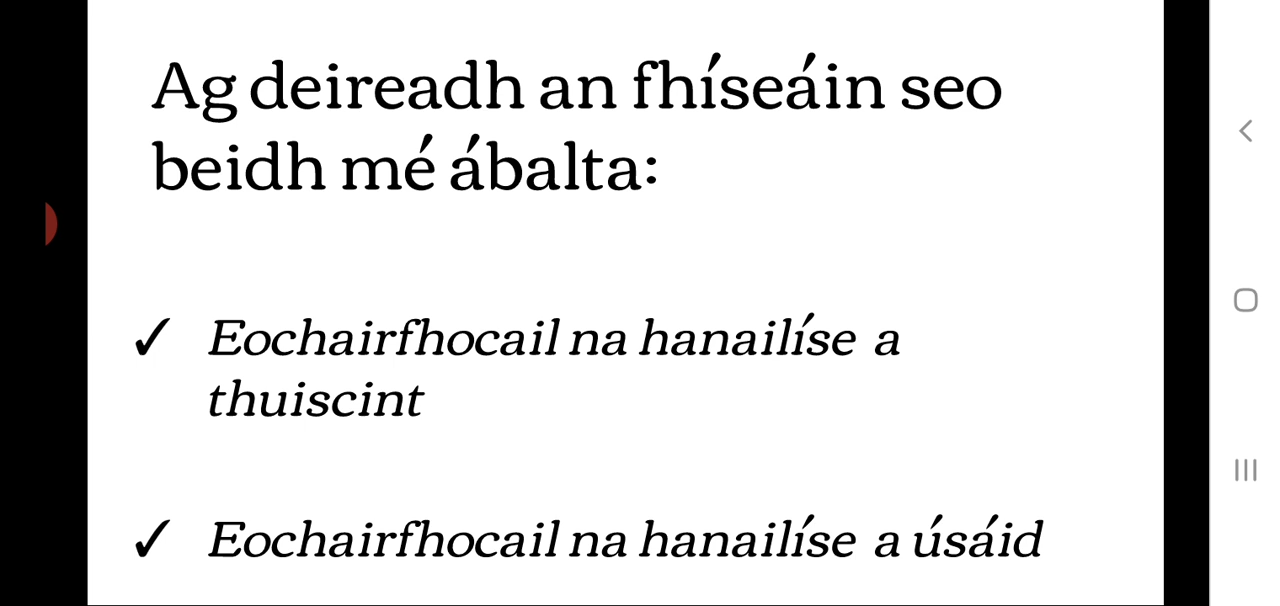 Ag deireadh an fhíseáin seo
beidh mé ábalta:
✓ Eochairfhocail na hanailíse a
thuiscint
✓ Eochairfhocail na hanailíse a úsáid